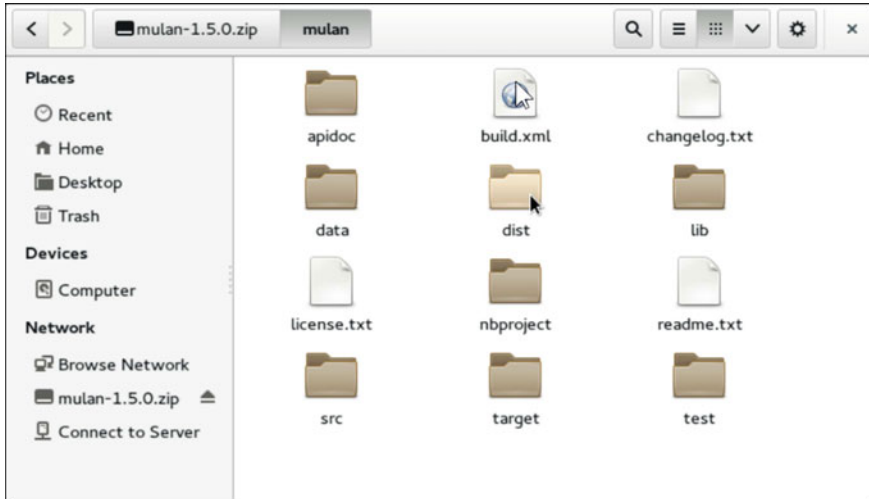 mulan-1.5.0.zip mulan
Places
Recent
Home
Desktop
Trash
Devices
Computer
Network
Browse Network
mulan-1.5.0.zip
Connect to Server
apidoc build.xml changelog.txt
data dist lib
license.txt nbproject readme.txt
src target test